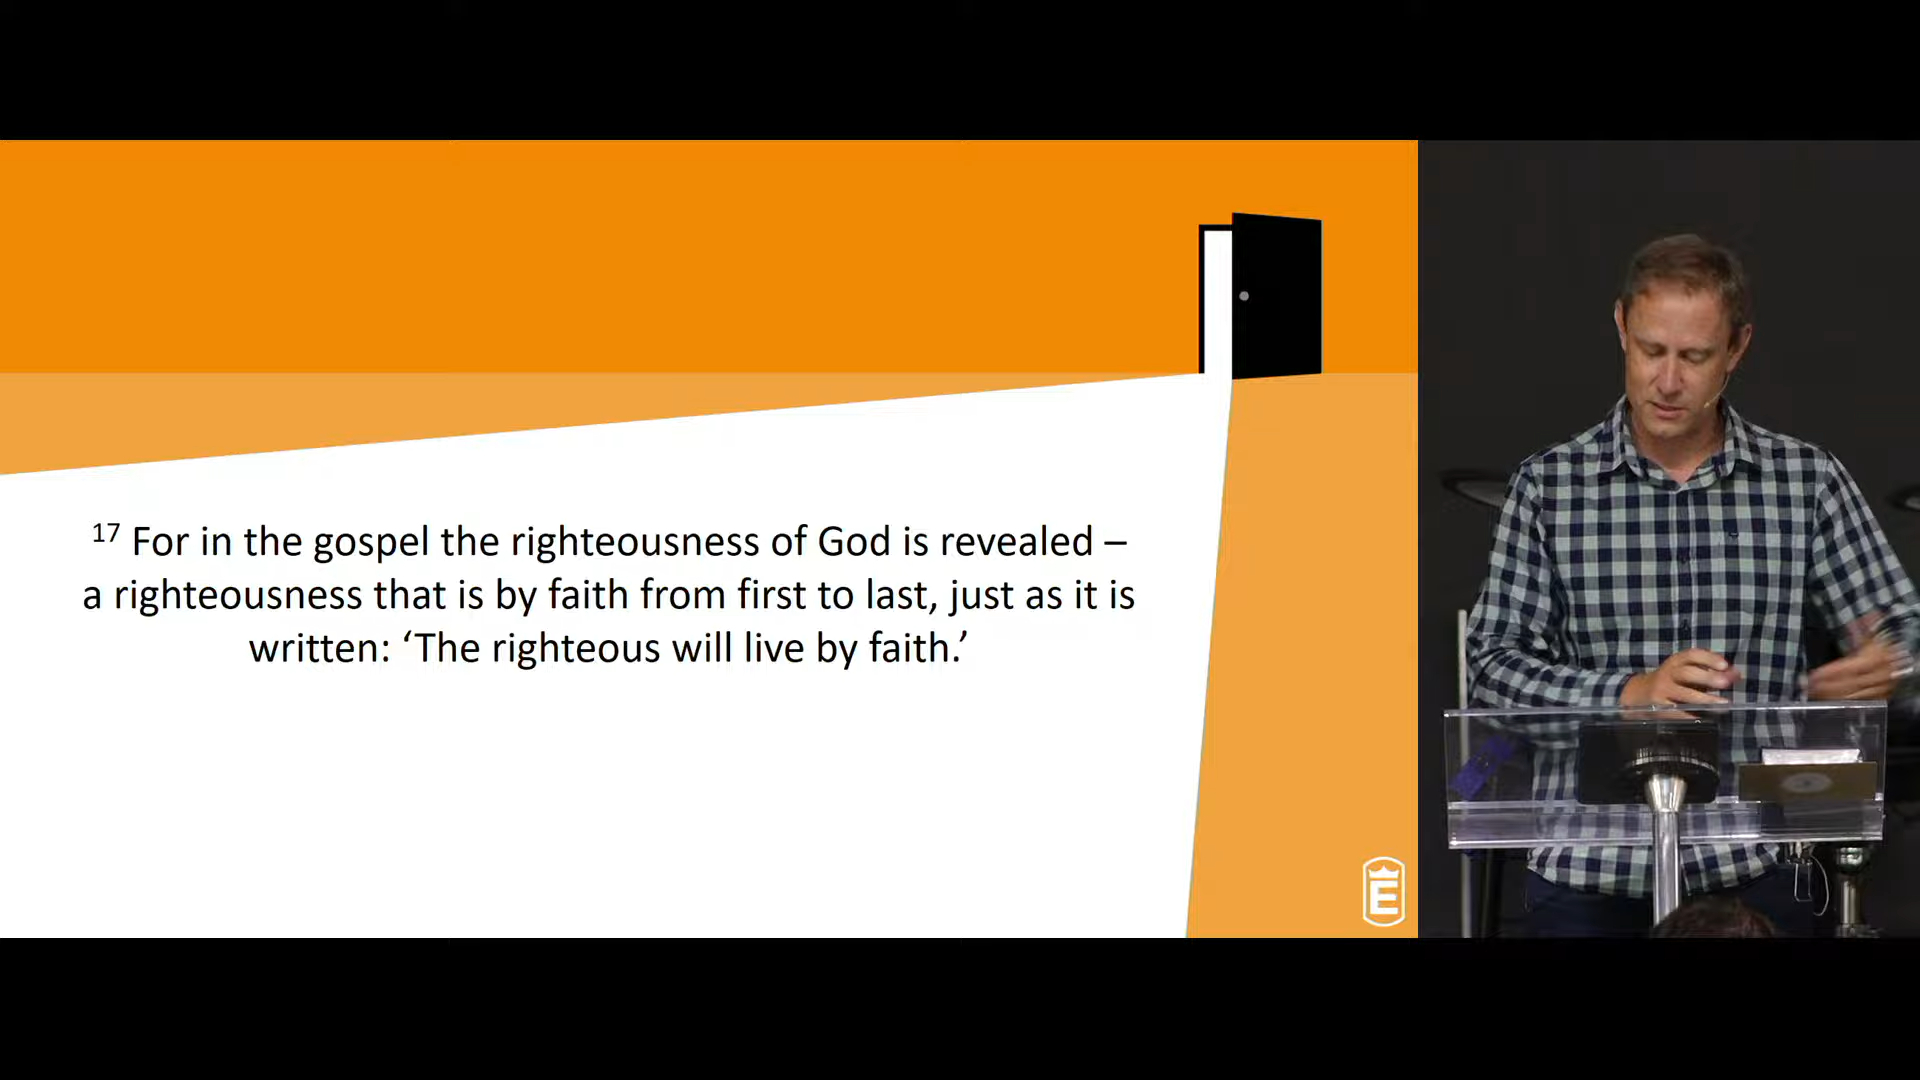 17 For in the gospel the righteousness of God is revealed –
a righteousness that is by faith from first to last, just as it is
written: ‘The righteous will live by faith.’
E